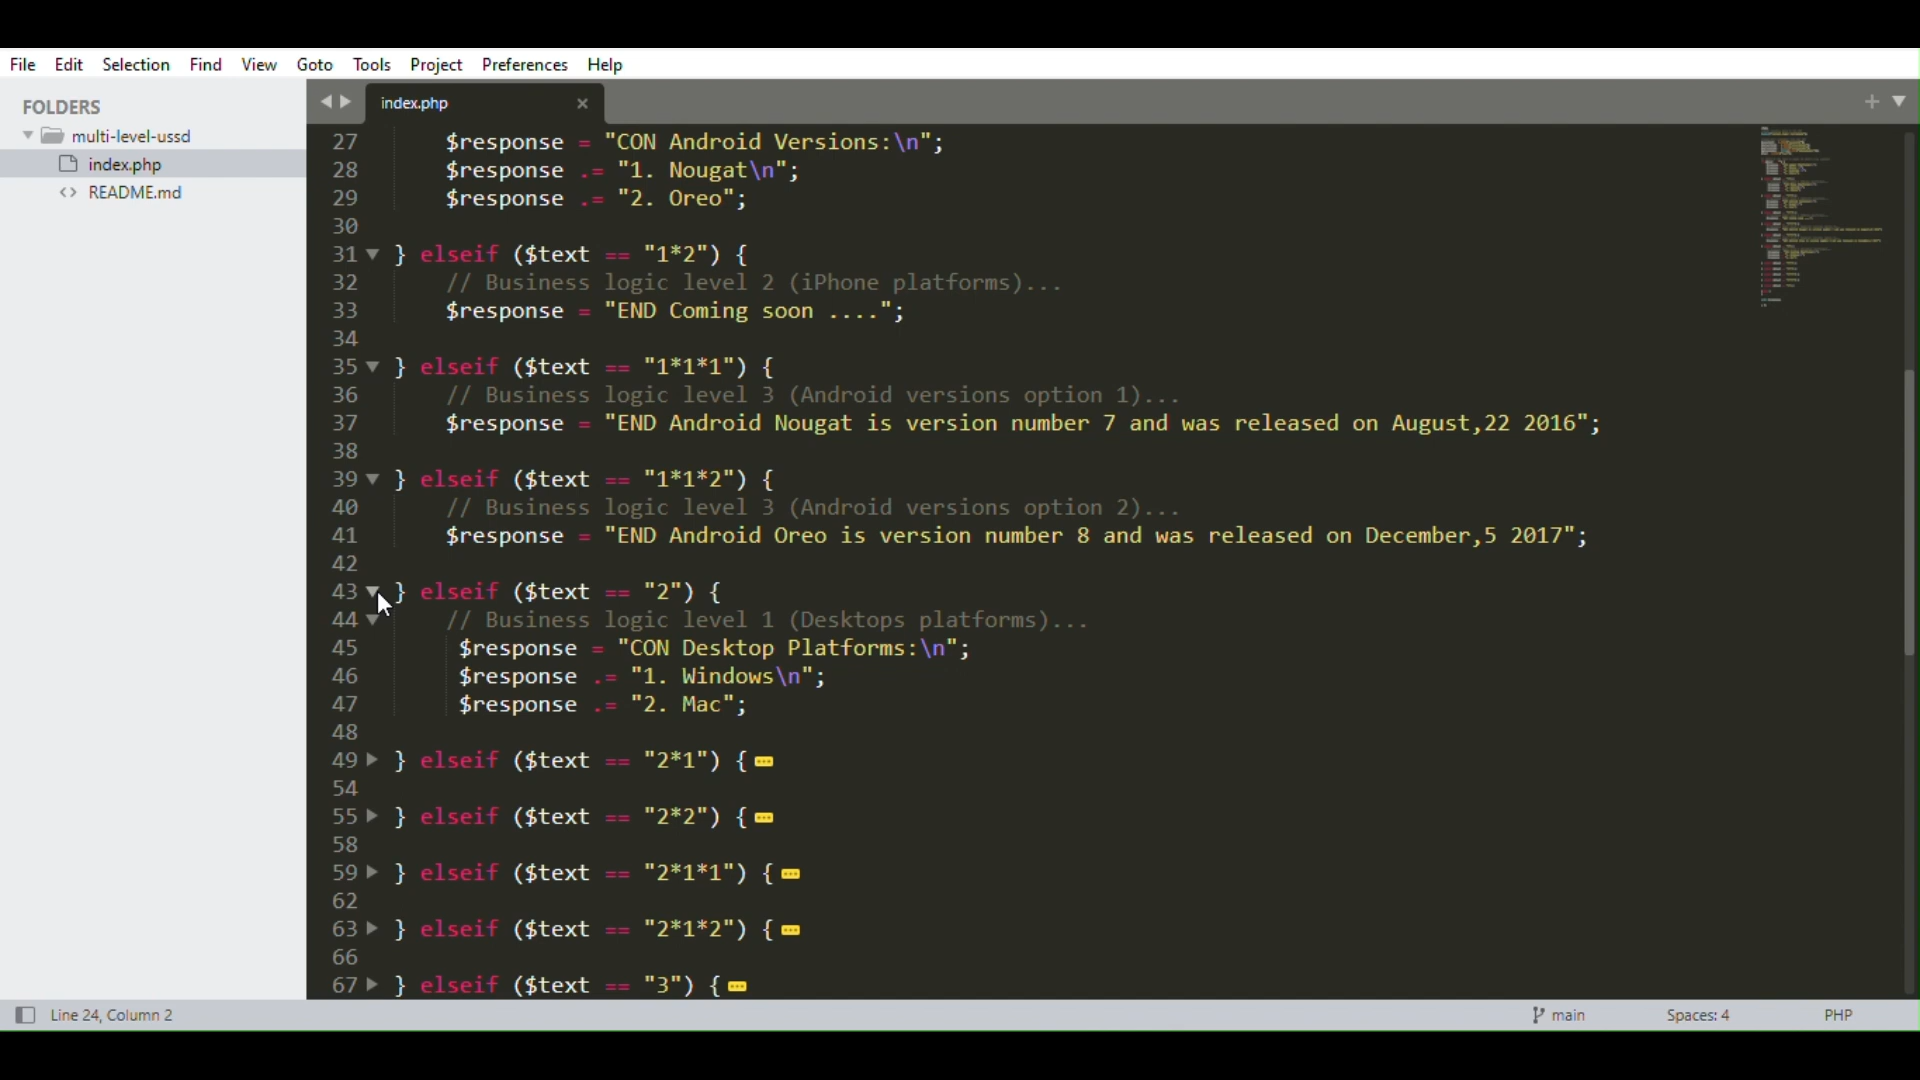 File Edit Selection Find View Goto Tools Project Preferences Help
FOLDERS
multi-level-ussd
index.php
README.md
index.php
27 $response = "CON Android Versions:\n";
28 $response .= "1. Nougat\n";
29 $response .= "2. Oreo";
30
31 } elseif ($text == "1*2") {
32 // Business logic level 2 (iPhone platforms)...
33 $response = "END Coming soon ....";
34
35 } elseif ($text == "1*1*1") {
36 // Business logic level 3 (Android versions option 1)...
37 $response = "END Android Nougat is version number 7 and was released on August,22 2016";
38
39 } elseif ($text == "1*1*2") {
40 // Business logic level 3 (Android versions option 2)...
41 $response = "END Android Oreo is version number 8 and was released on December,5 2017";
42
43 } elseif ($text == "2") {
44 // Business logic level 1 (Desktops platforms)...
45 $response = "CON Desktop Platforms:\n";
46 $response .= "1. Windows\n";
47 $response .= "2. Mac";
48
49 } elseif ($text == "2*1") {
54
55 } elseif ($text == "2*2") {
58
59 } elseif ($text == "2*1*1") {
62
63 } elseif ($text == "2*1*2") {
66
67 } elseif ($text == "3") {
Line 24, Column 2 main Spaces: 4 PHP